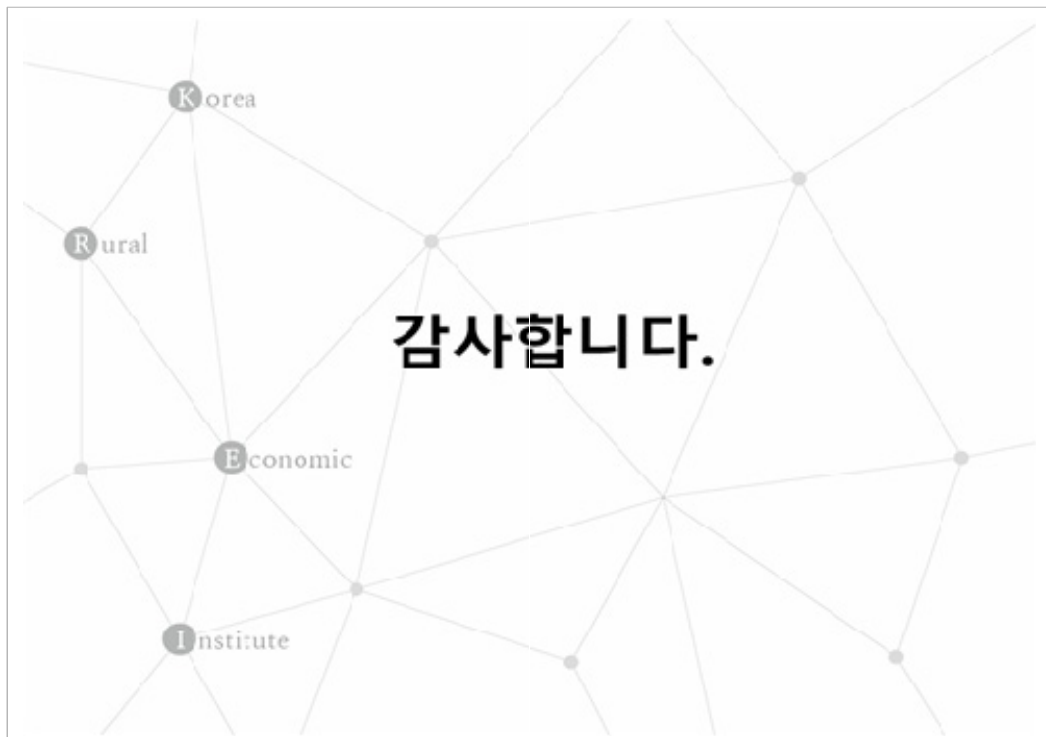 Korea
Rural
감사합니다.
Economic
Institute